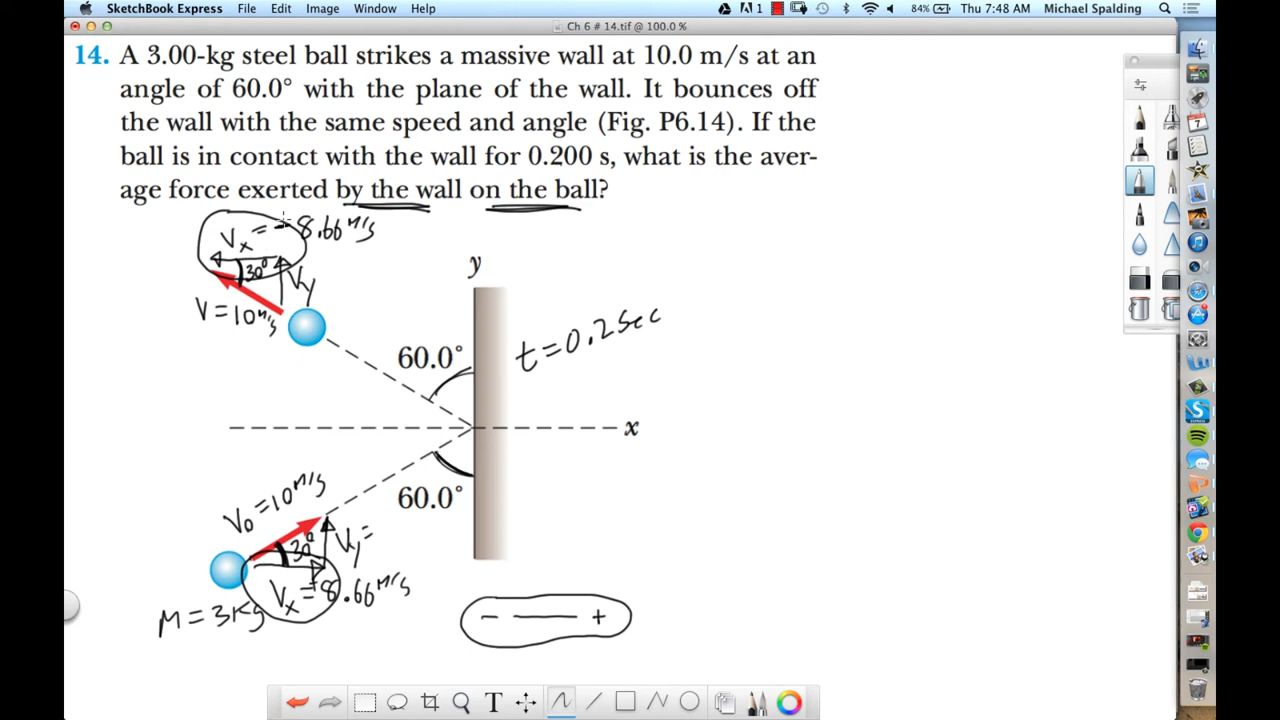 SketchBook Express File Edit Image Window Help 1 84% Thu 7:48 AM Michael Spalding
Ch 6 # 14.tif @ 100.0 %
14. A 3.00-kg steel ball strikes a massive wall at 10.0 m/s at an
angle of 60.0° with the plane of the wall. It bounces off
the wall with the same speed and angle (Fig. P6.14). If the
ball is in contact with the wall for 0.200 s, what is the aver-
age force exerted by the wall on the ball?
Vx = -8.66 m/s
30°
Vy
V = 10 m/s
y
60.0°
t = 0.2 Sec
x
60.0°
V0 = 10 m/s
30°
Vy =
Vx = +8.66 m/s
M = 3Kg
- — +
T